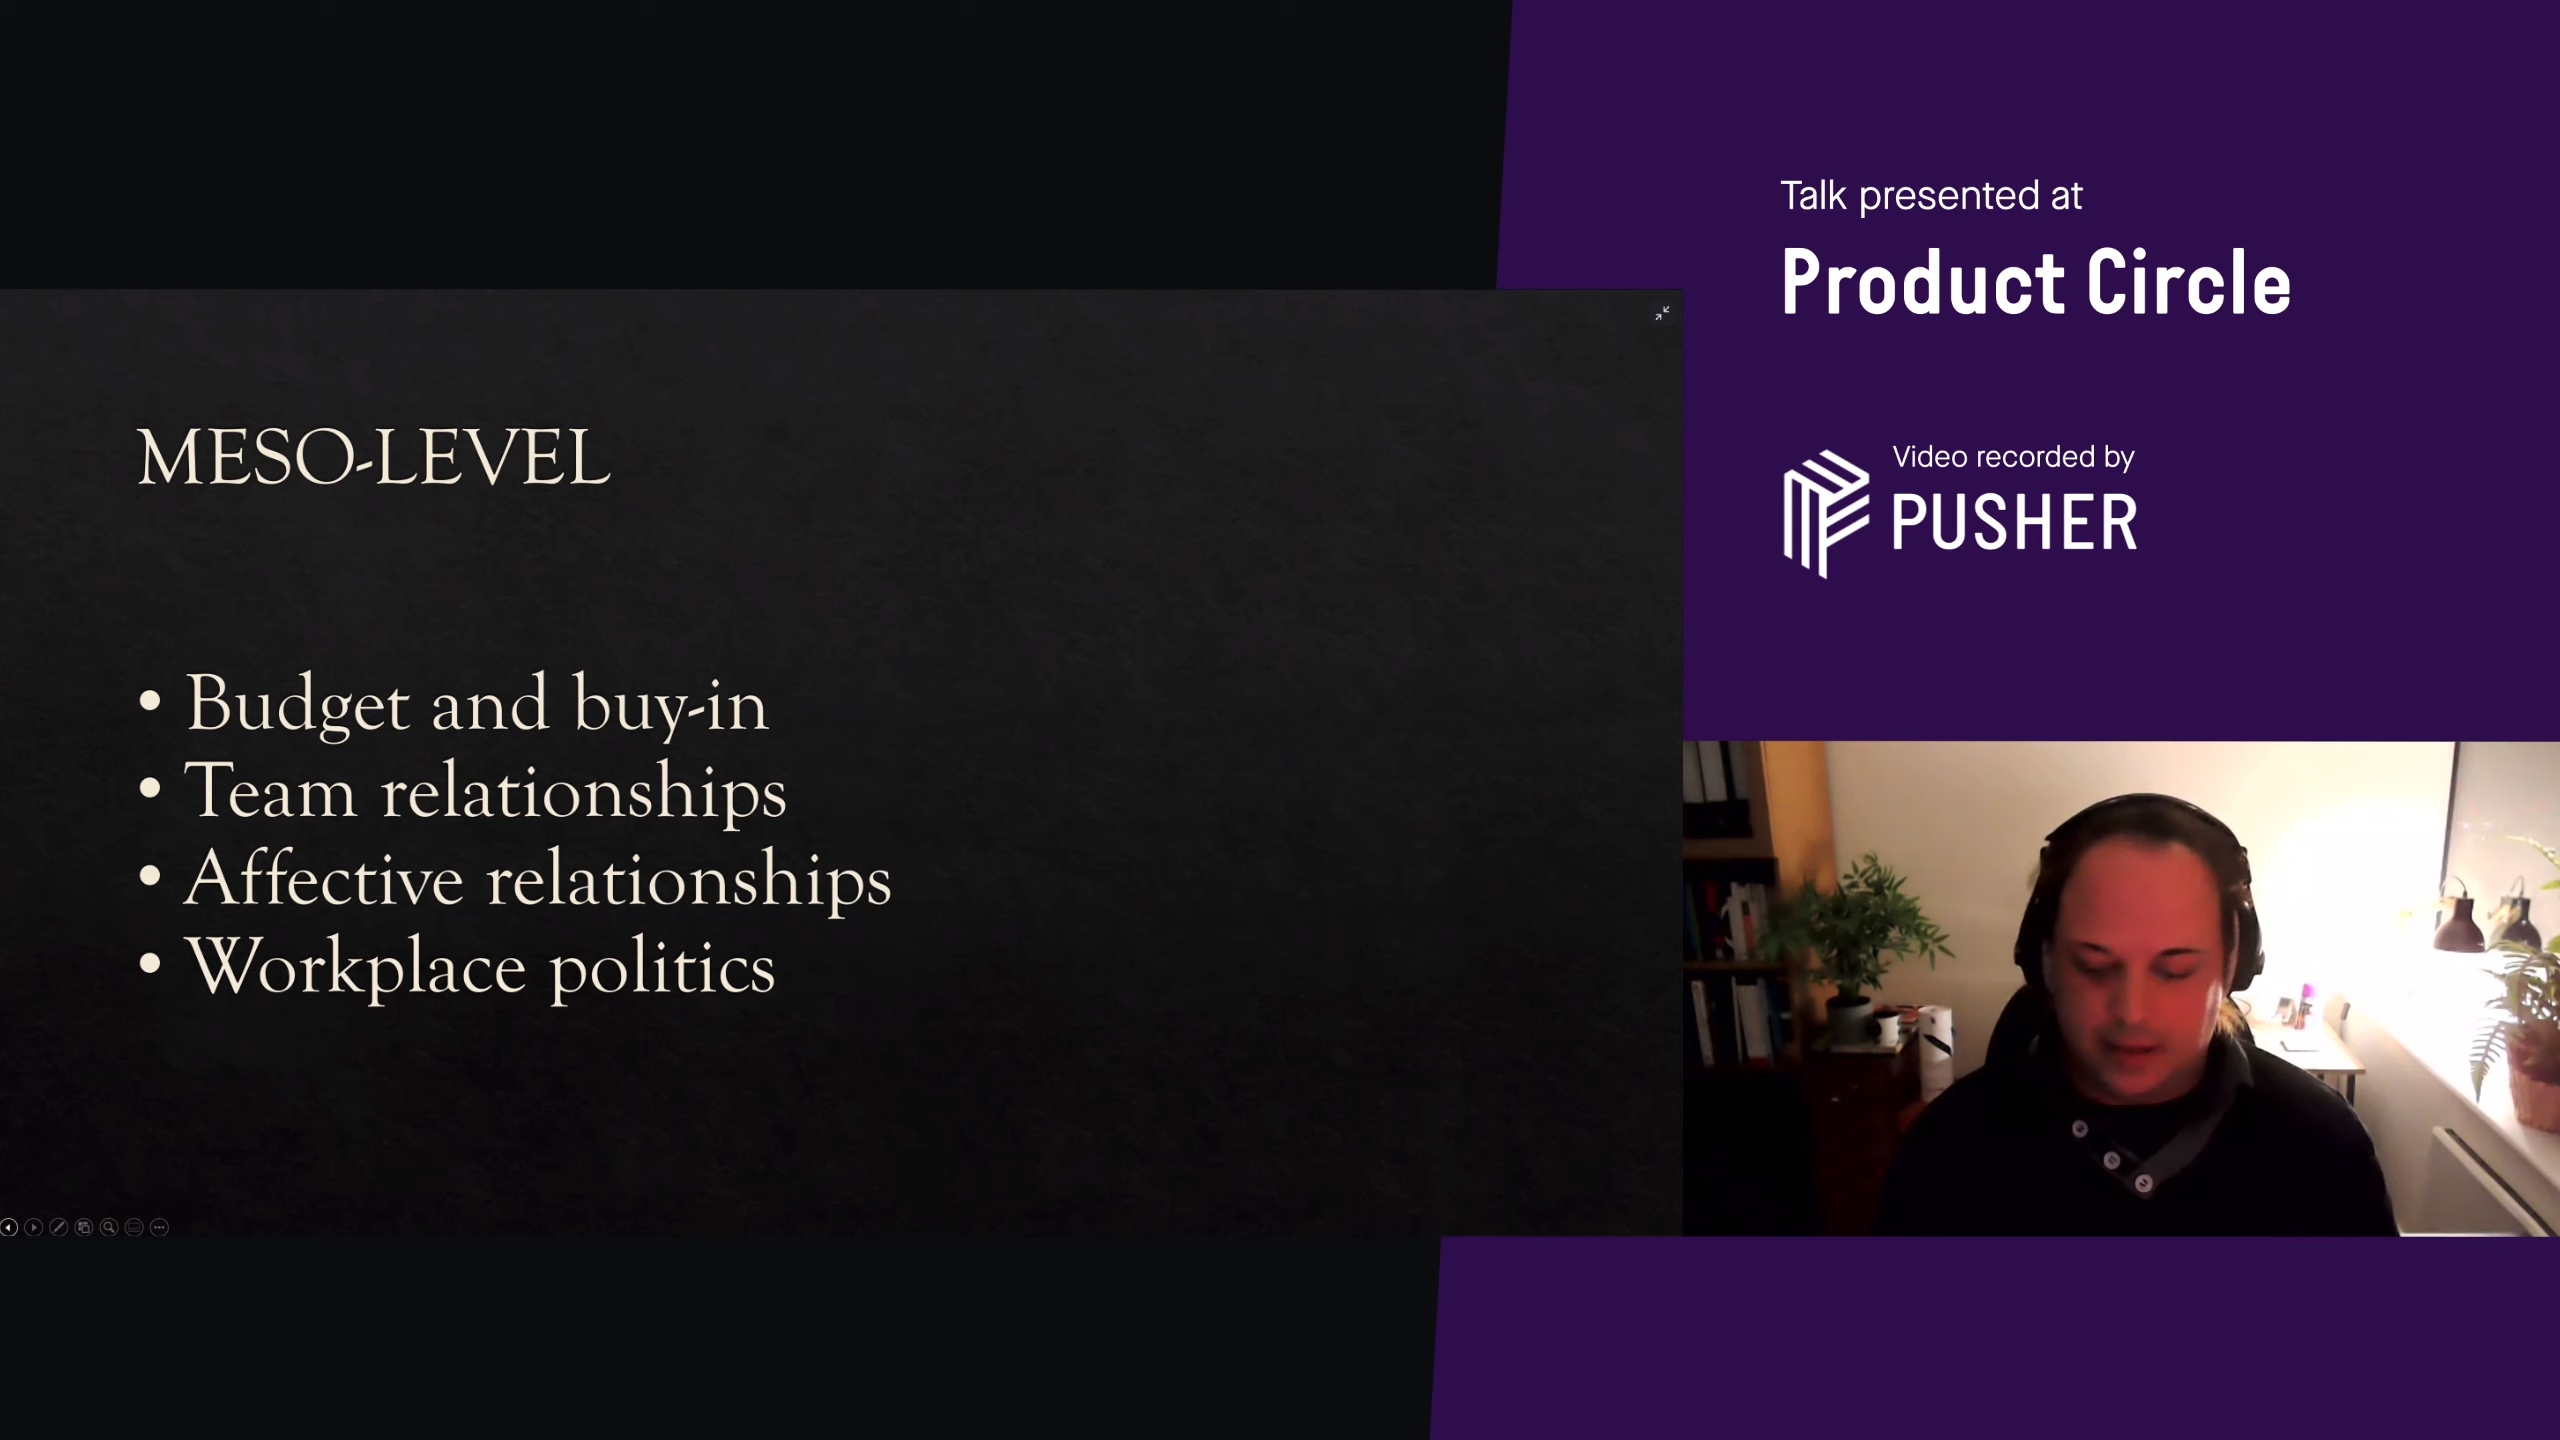 MESO-LEVEL
• Budget and buy-in
• Team relationships
• Affective relationships
• Workplace politics
Talk presented at
Product Circle
Video recorded by
PUSHER